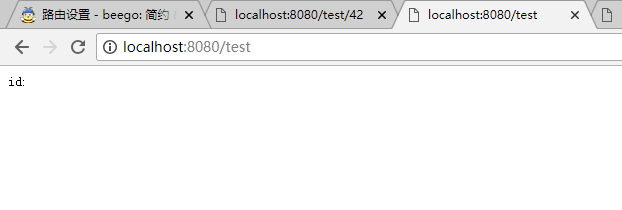 路由设置 - beego: 简约
localhost:8080/test/42
localhost:8080/test
localhost:8080/test
id: